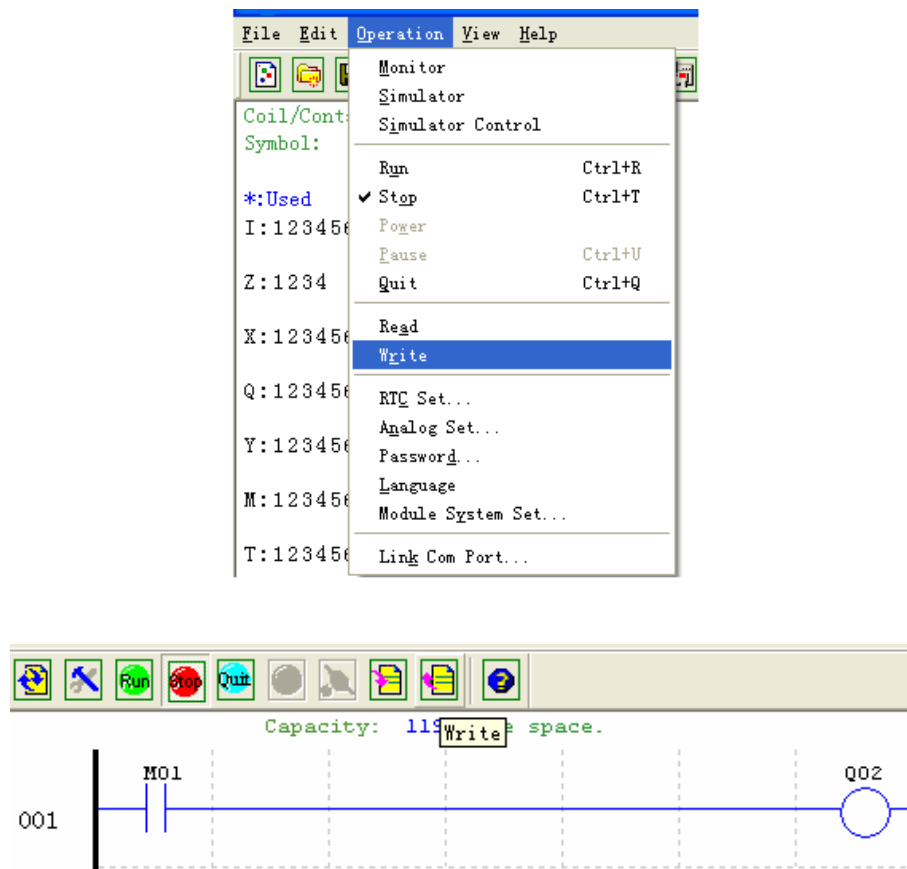 File Edit Operation View Help
Monitor
Simulator
Coil/Cont
Simulator Control
Symbol:
Run Ctrl+R
*:Used ✓ Stop Ctrl+T
I:123456 Power
Pause Ctrl+U
Z:1234 Quit Ctrl+Q
Read
X:123456
Write
Q:123456 RTC Set...
Analog Set...
Y:123456 Password...
Language
M:123456 Module System Set...
T:123456 Link Com Port...
Run Stop Quit
Capacity: 119 space.
Write
M01 Q02
001